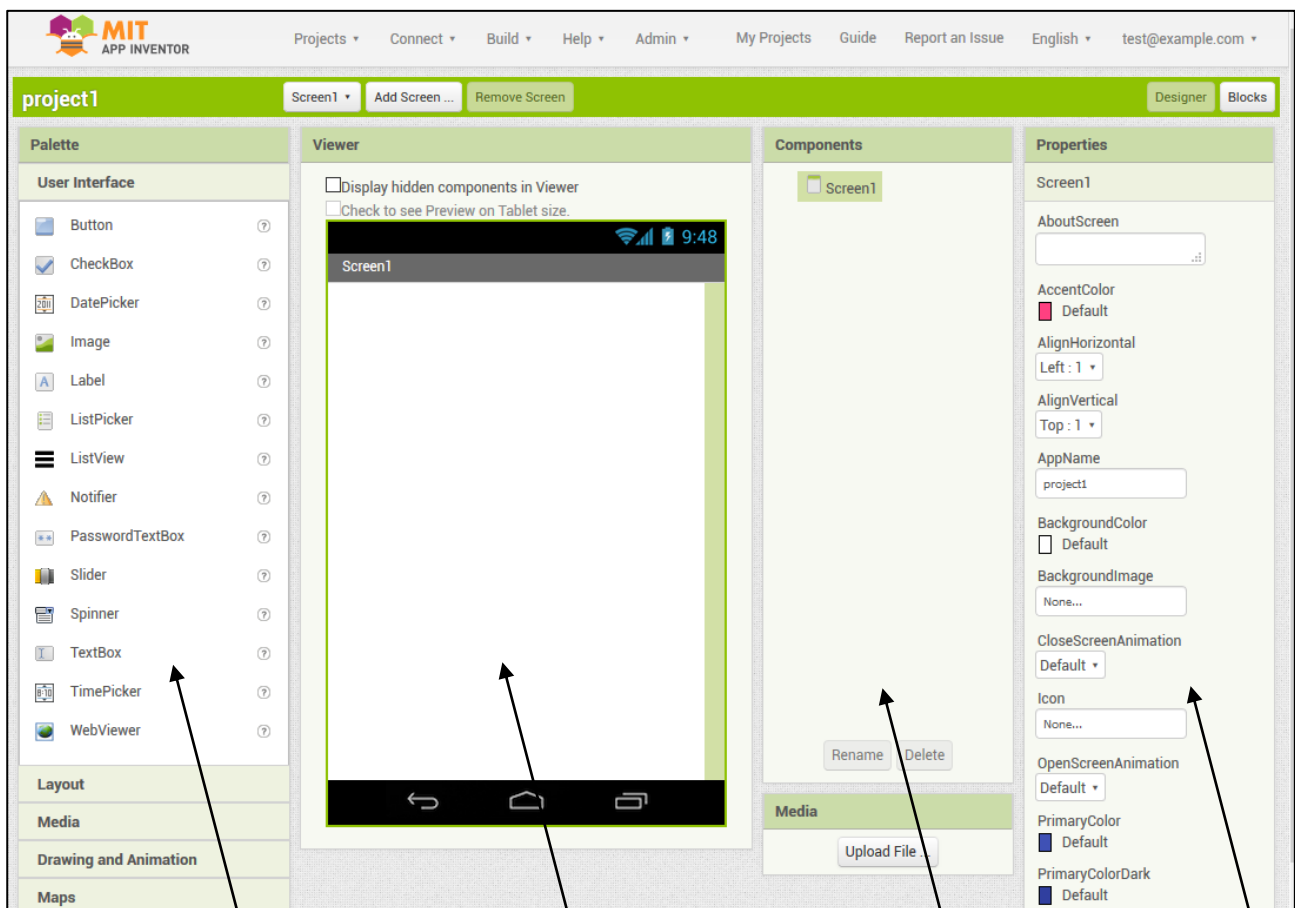 MIT
APP INVENTOR
Projects Connect Build Help Admin My Projects Guide Report an Issue English test@example.com
project1 Screen1 Add Screen ... Remove Screen Designer Blocks
Palette
User Interface
Button
CheckBox
DatePicker
Image
Label
ListPicker
ListView
Notifier
PasswordTextBox
Slider
Spinner
TextBox
TimePicker
WebViewer
Layout
Media
Drawing and Animation
Maps
Viewer
Display hidden components in Viewer
Check to see Preview on Tablet size.
9:48
Screen1
Components
Screen1
Rename Delete
Media
Upload File ...
Properties
Screen1
AboutScreen
AccentColor
Default
AlignHorizontal
Left : 1
AlignVertical
Top : 1
AppName
project1
BackgroundColor
Default
BackgroundImage
None...
CloseScreenAnimation
Default
Icon
None...
OpenScreenAnimation
Default
PrimaryColor
Default
PrimaryColorDark
Default